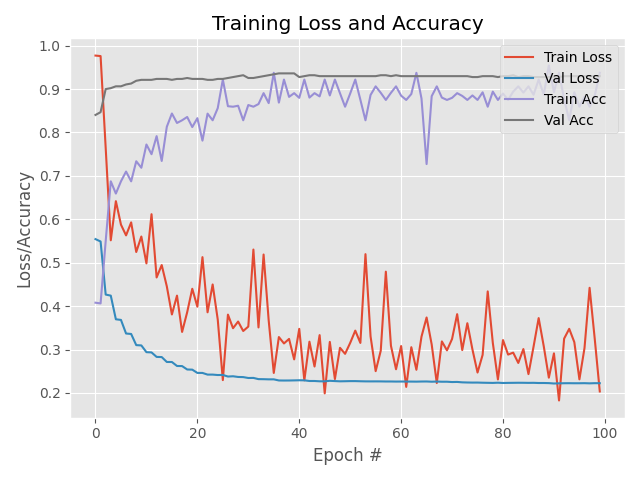 Training Loss and Accuracy
Train Loss
Val Loss
Train Acc
Val Acc
1.0
0.9
0.8
0.7
0.6
0.5
0.4
0.3
0.2
Loss/Accuracy
0
20
40
60
80
100
Epoch #